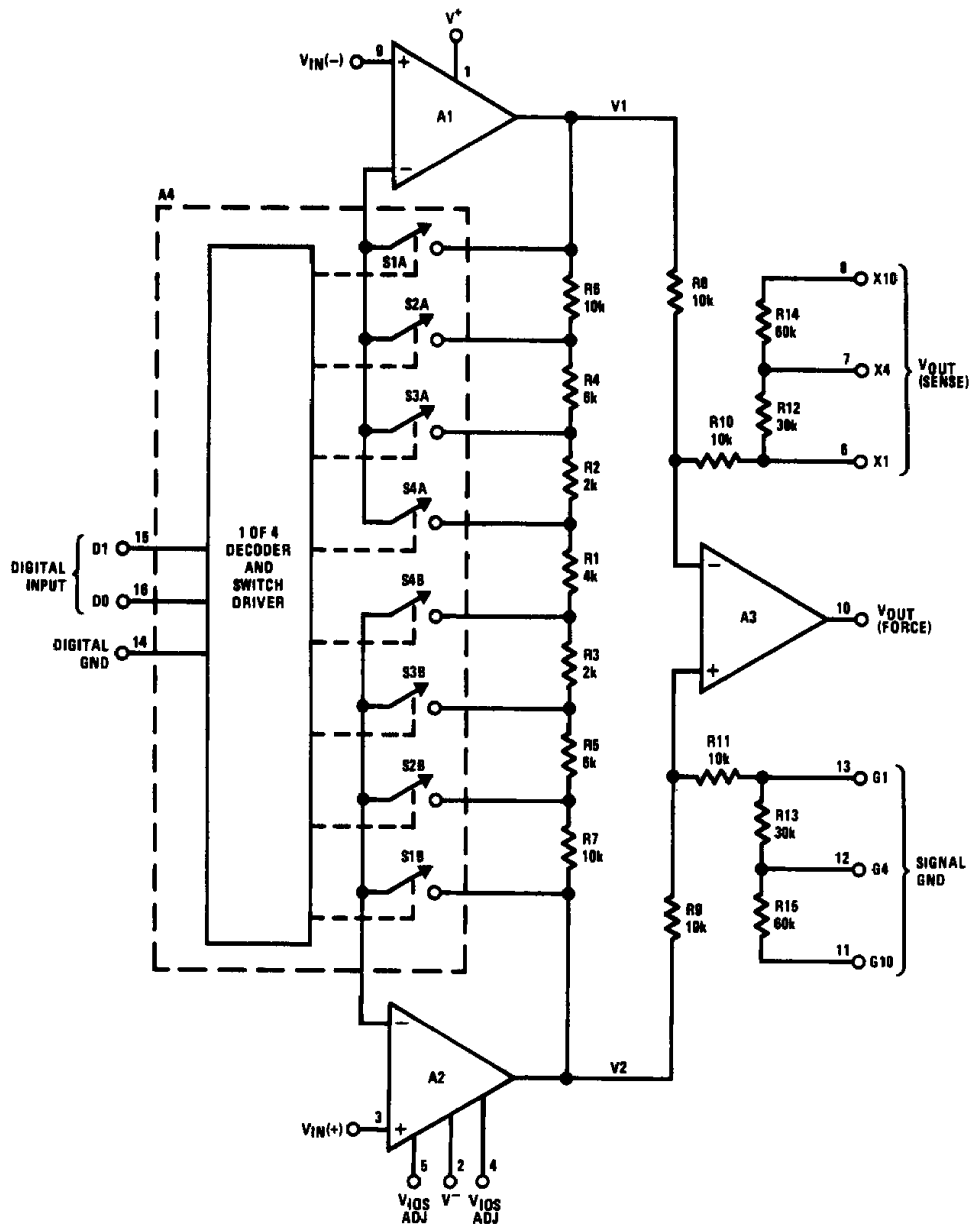 V+
VIN(−)
9
1
+
A1
−
V1
A4
S1A
S2A
S3A
S4A
S4B
S3B
S2B
S1B
1 OF 4
DECODER
AND
SWITCH
DRIVER
DIGITAL
INPUT
D1
15
D0
16
DIGITAL
GND
14
R6
10k
R4
6k
R2
2k
R1
4k
R3
2k
R5
6k
R7
10k
R8
10k
R14
60k
R12
30k
R10
10k
8
X10
7
X4
6
X1
VOUT
(SENSE)
−
A3
+
10
VOUT
(FORCE)
R11
10k
R13
30k
R15
60k
R9
10k
13
G1
12
G4
11
G10
SIGNAL
GND
−
A2
+
V2
VIN(+)
3
5
2
4
VIOS
ADJ
V−
VIOS
ADJ